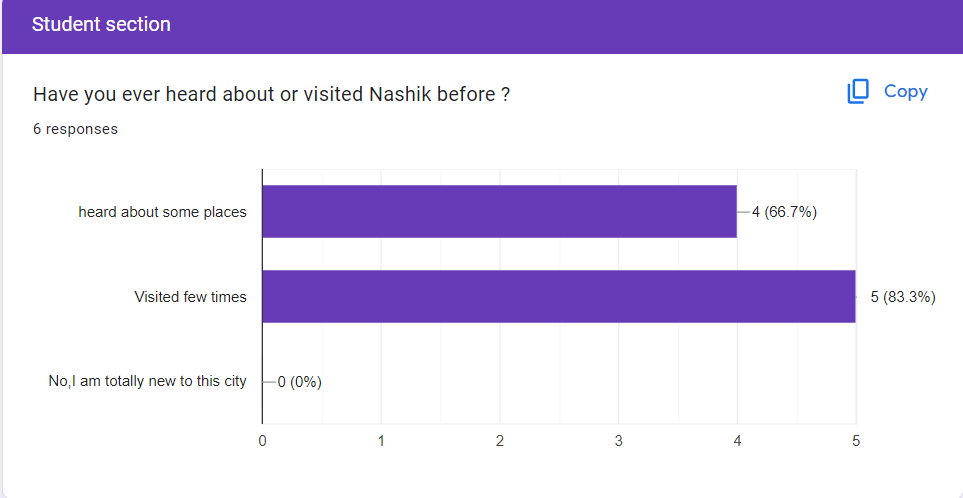 Student section
Have you ever heard about or visited Nashik before ?
Copy
6 responses
heard about some places
4 (66.7%)
Visited few times
5 (83.3%)
No,I am totally new to this city
0 (0%)
0 1 2 3 4 5